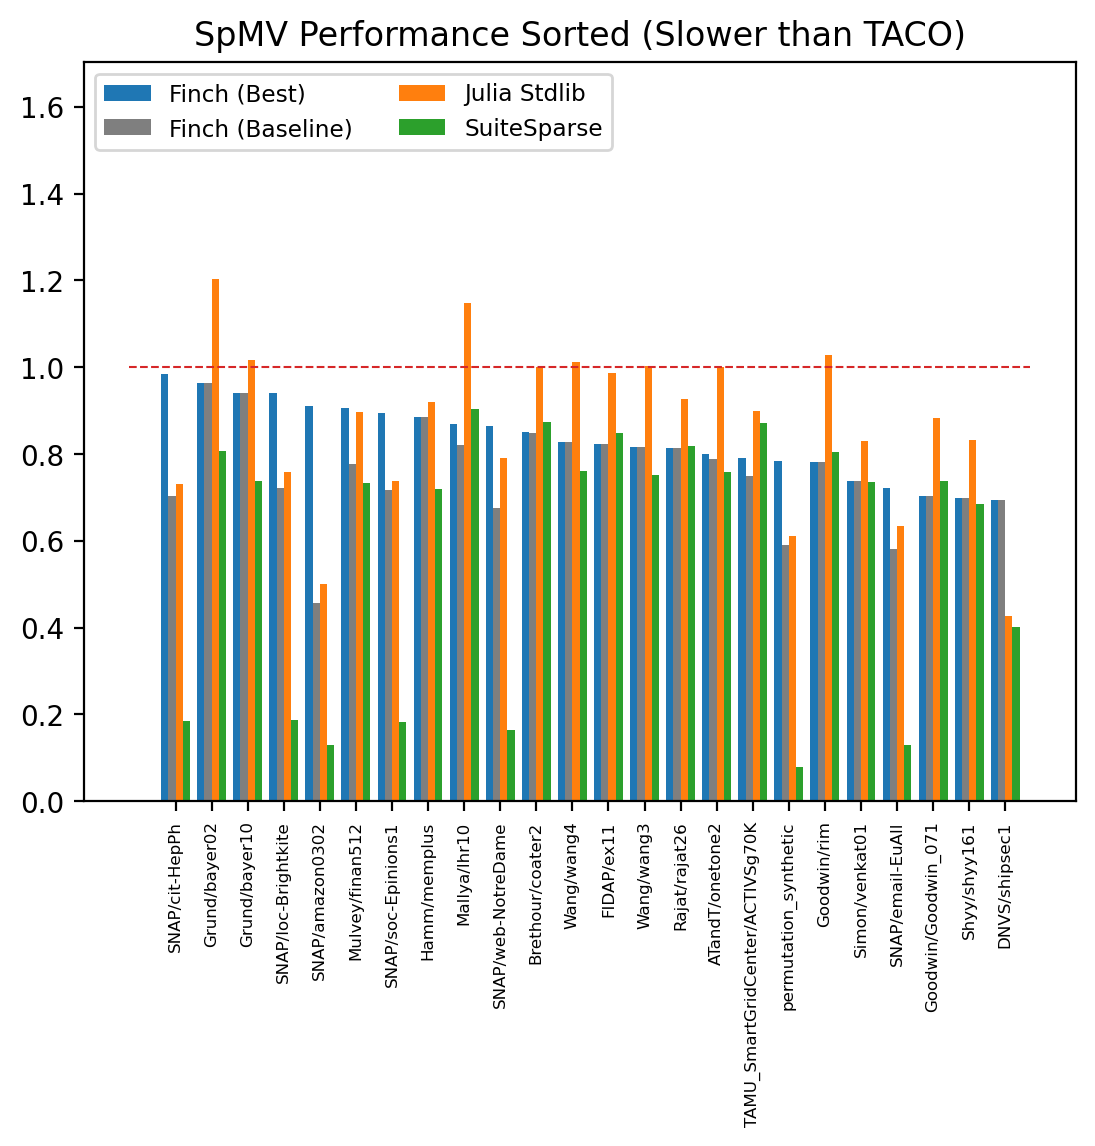 SpMV Performance Sorted (Slower than TACO)
Finch (Best)
Finch (Baseline)
Julia Stdlib
SuiteSparse
1.6
1.4
1.2
1.0
0.8
0.6
0.4
0.2
0.0
SNAP/cit-HepPh
Grund/bayer02
Grund/bayer10
SNAP/loc-Brightkite
SNAP/amazon0302
Mulvey/finan512
SNAP/soc-Epinions1
Hamm/memplus
Mallya/lhr10
SNAP/web-NotreDame
Brethour/coater2
Wang/wang4
FIDAP/ex11
Wang/wang3
Rajat/rajat26
ATandT/onetone2
TAMU_SmartGridCenter/ACTIVSg70K
permutation_synthetic
Goodwin/rim
Simon/venkat01
SNAP/email-EuAll
Goodwin/Goodwin_071
Shyy/shyy161
DNVS/shipsec1